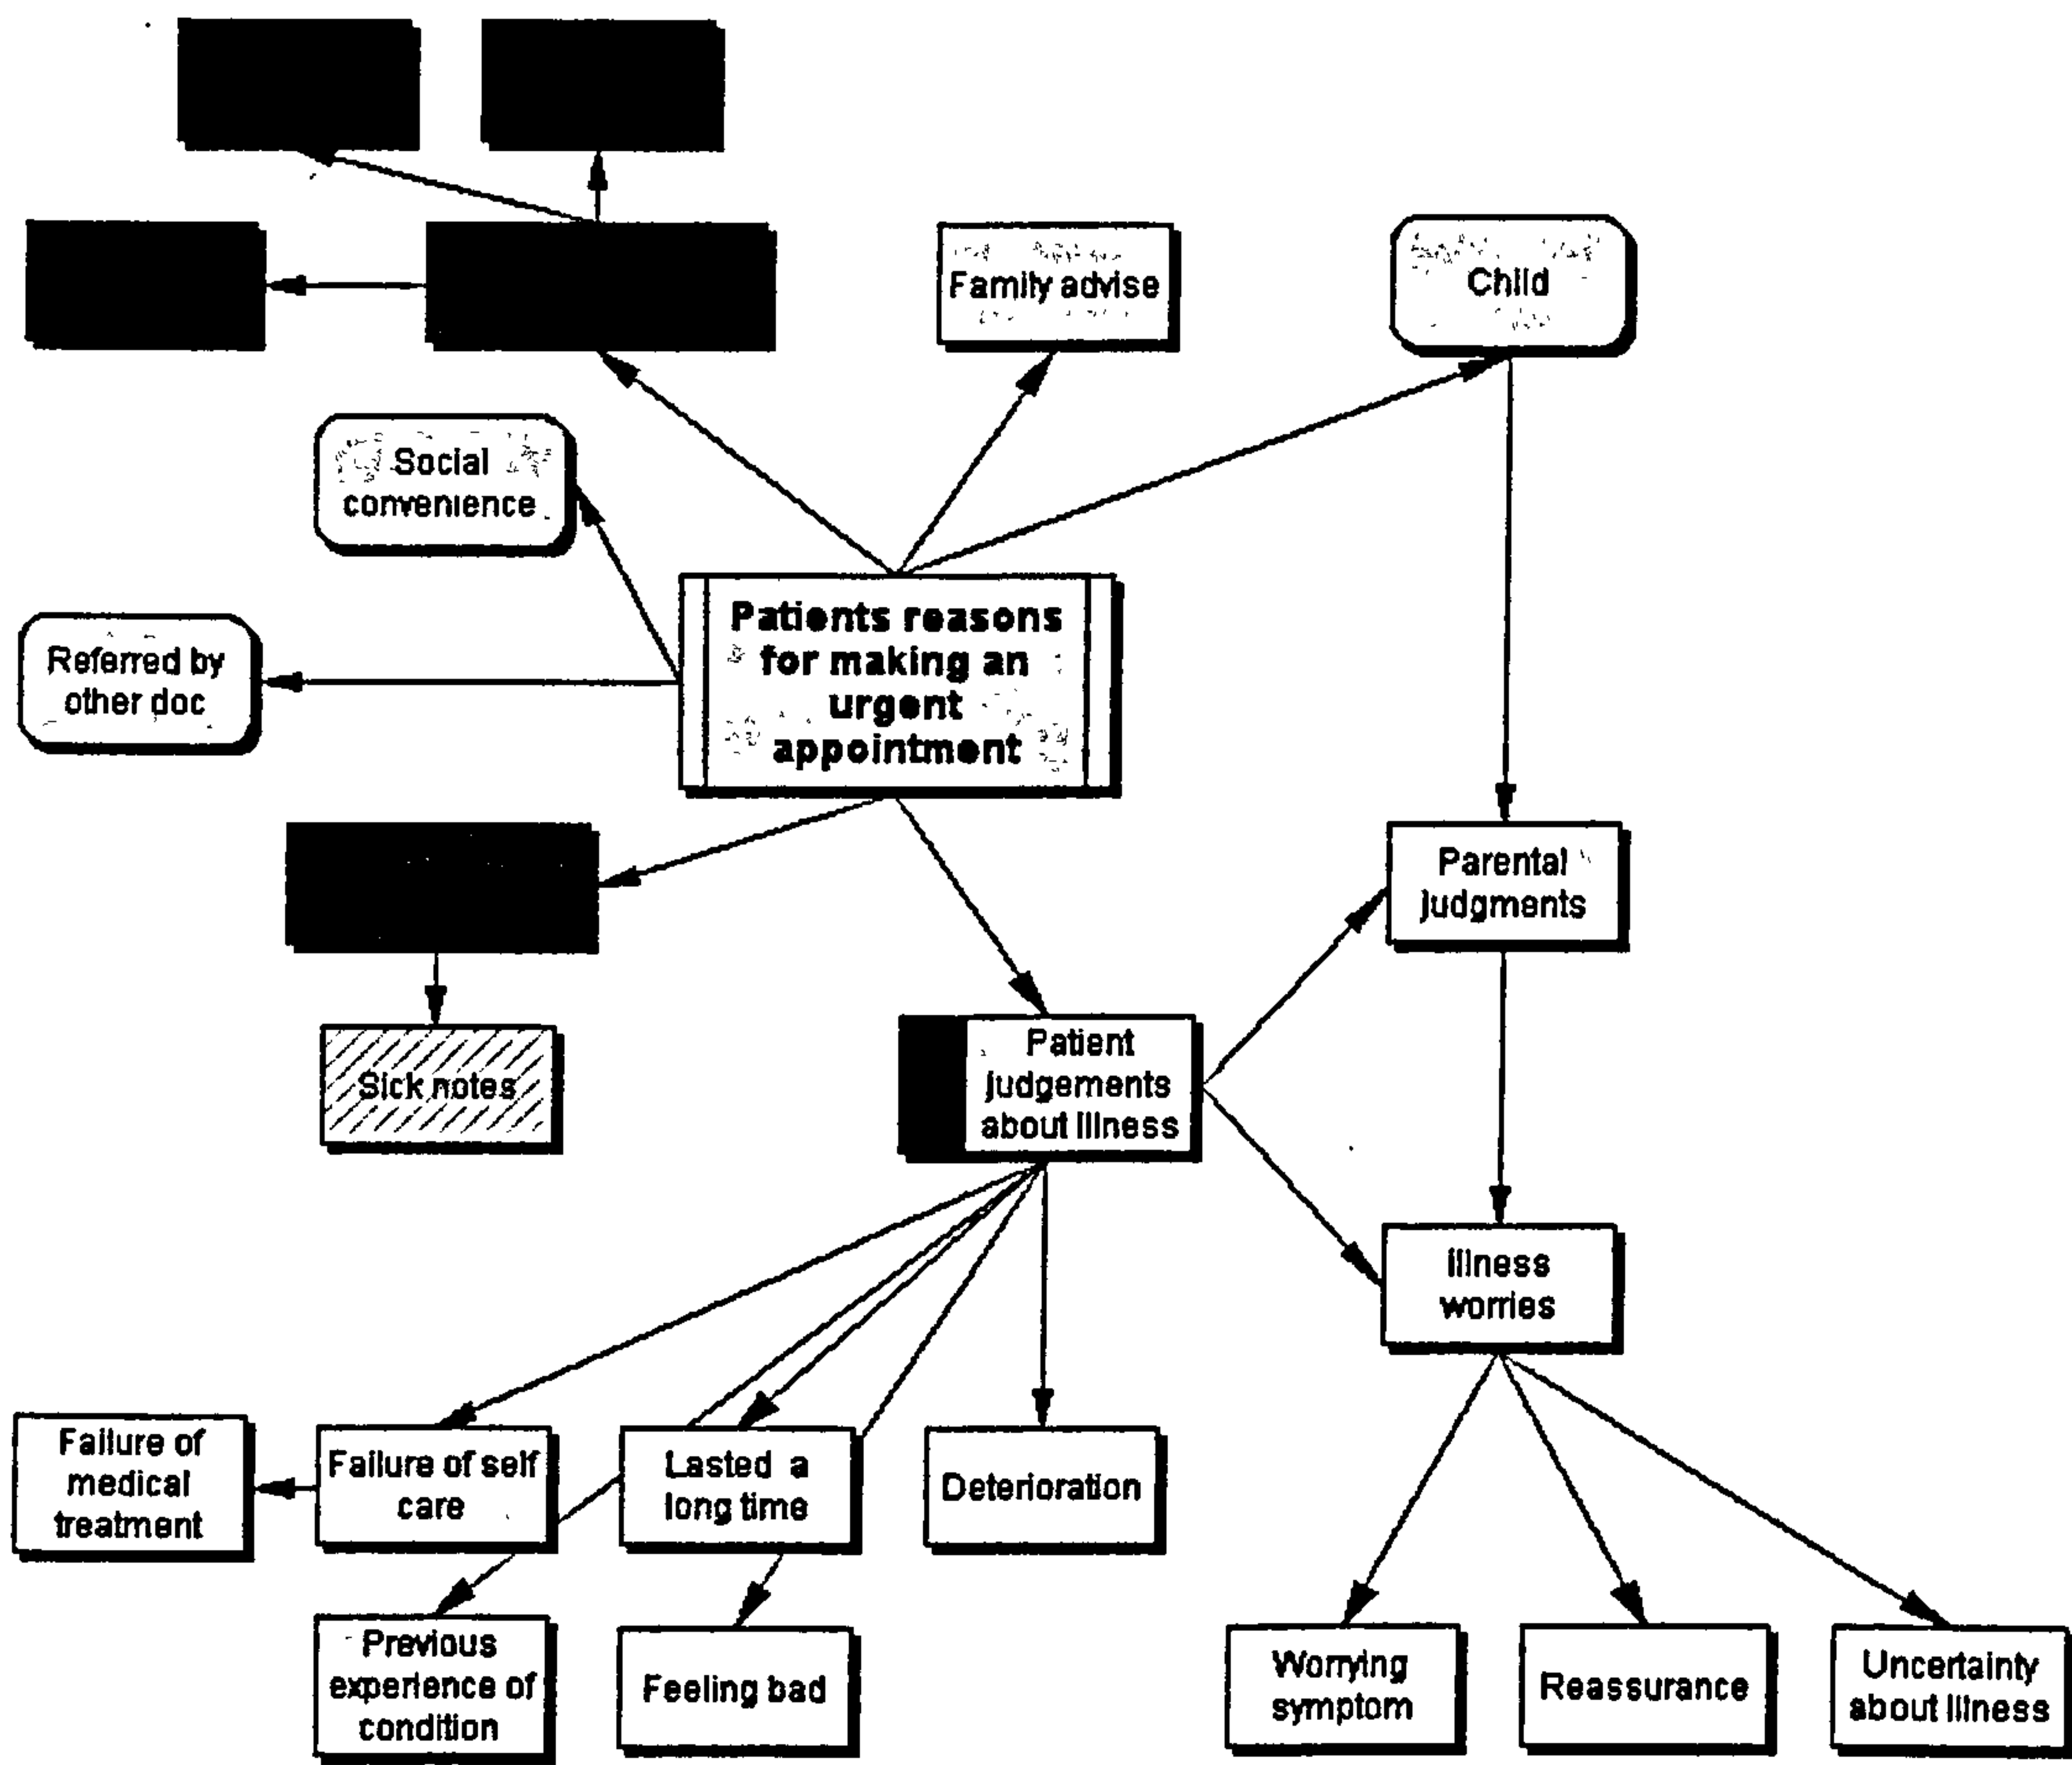 Family advise
Child
Social
convenience
Patients reasons
for making an
urgent
appointment
Referred by
other doc
Parental
judgments
Sick notes
Patient
judgements
about illness
Illness
worries
Failure of
medical
treatment
Failure of self
care
Lasted a
long time
Deterioration
Previous
experience of
condition
Feeling bad
Worrying
symptom
Reassurance
Uncertainty
about illness